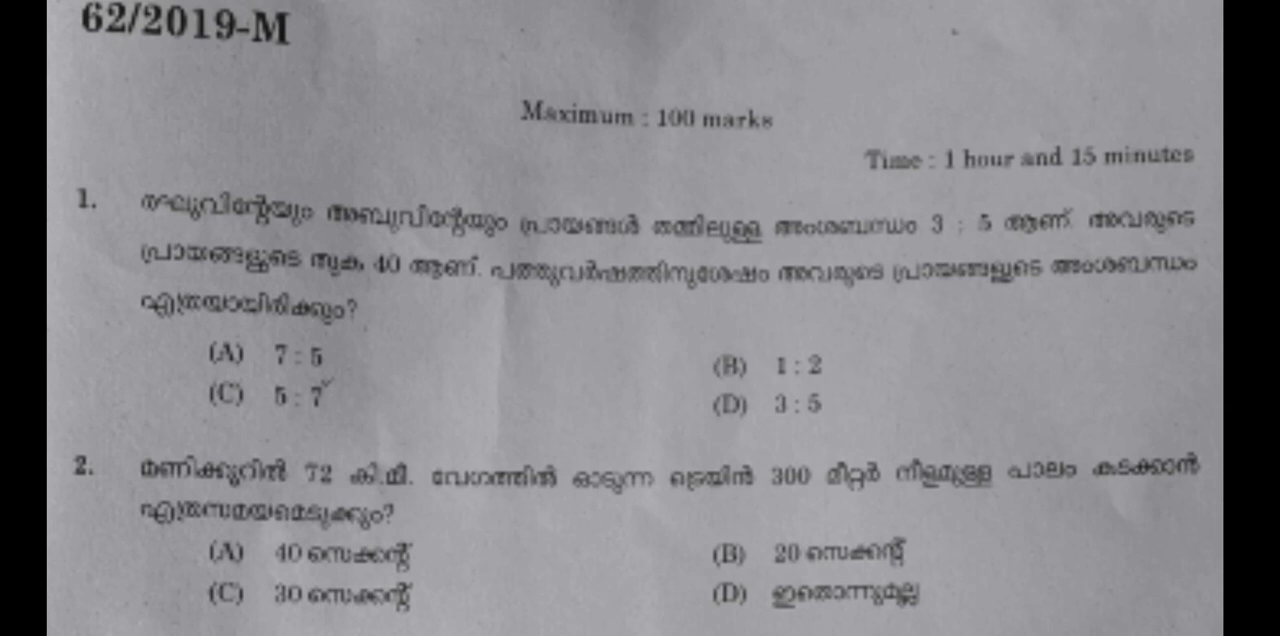 62/2019-M
Maximum : 100 marks
Time : 1 hour and 15 minutes
1. രഘുവിന്റേയും അബുവിന്റേയും പ്രായങ്ങൾ തമ്മിലുള്ള അംശബന്ധം 3 : 5 ആണ്. അവരുടെ
പ്രായങ്ങളുടെ തുക 40 ആണ്. പത്തുവർഷത്തിനുശേഷം അവരുടെ പ്രായങ്ങളുടെ അംശബന്ധം
എത്രയായിരിക്കും?
(A) 7 : 5 (B) 1 : 2
(C) 5 : 7 (D) 3 : 5
2. മണിക്കൂറിൽ 72 കി.മീ. വേഗത്തിൽ ഓടുന്ന ട്രെയിൻ 300 മീറ്റർ നീളമുള്ള പാലം കടക്കാൻ
എത്രസമയമെടുക്കും?
(A) 40 സെക്കന്റ് (B) 20 സെക്കന്റ്
(C) 30 സെക്കന്റ് (D) ഇതൊന്നുമല്ല